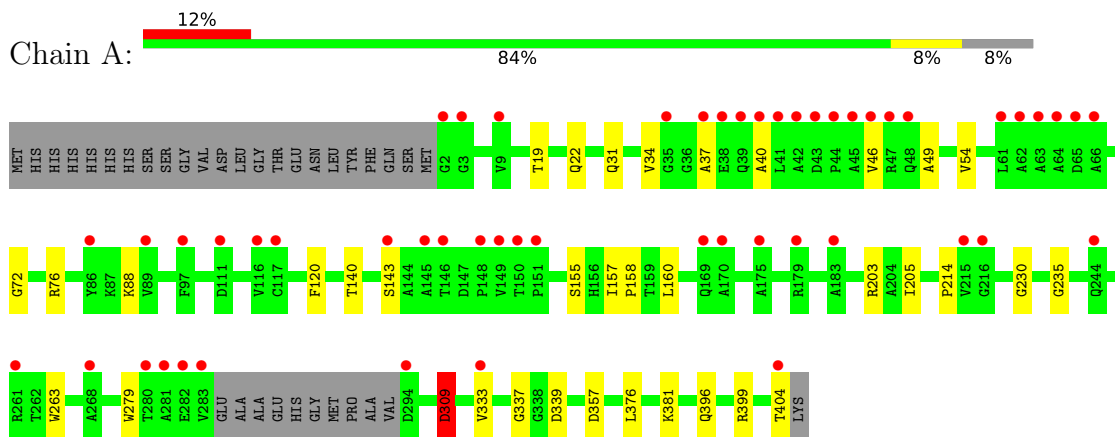 12%
Chain A:
84% 8% 8%
MET HIS HIS HIS HIS HIS HIS SER SER GLY VAL ASP LEU GLY THR GLU ASN LEU TYR PHE GLN SER MET G2 G3 V9 T19 Q22 Q31 V34 G35 G36 A37 E38 Q39 A40 L41 A42 D43 P44 A45 V46 R47 Q48 A49 V54 L61 A62 A63 A64 D65 A66
G72 R76 Y86 K87 K88 V89 F97 D111 V116 C117 F120 T140 S143 A144 A145 T146 D147 P148 V149 T150 P151 S155 H156 I157 P158 T159 L160 Q169 A170 A175 R179 A183 R203 A204 I205 P214 V215 G216 G230 G235 Q244
R261 T262 W263 A268 W279 T280 A281 E282 V283 GLU ALA ALA GLU HIS GLY MET PRO ALA VAL D294 D309 V333 G337 G338 D339 D357 L376 K381 Q396 R399 T404 LYS